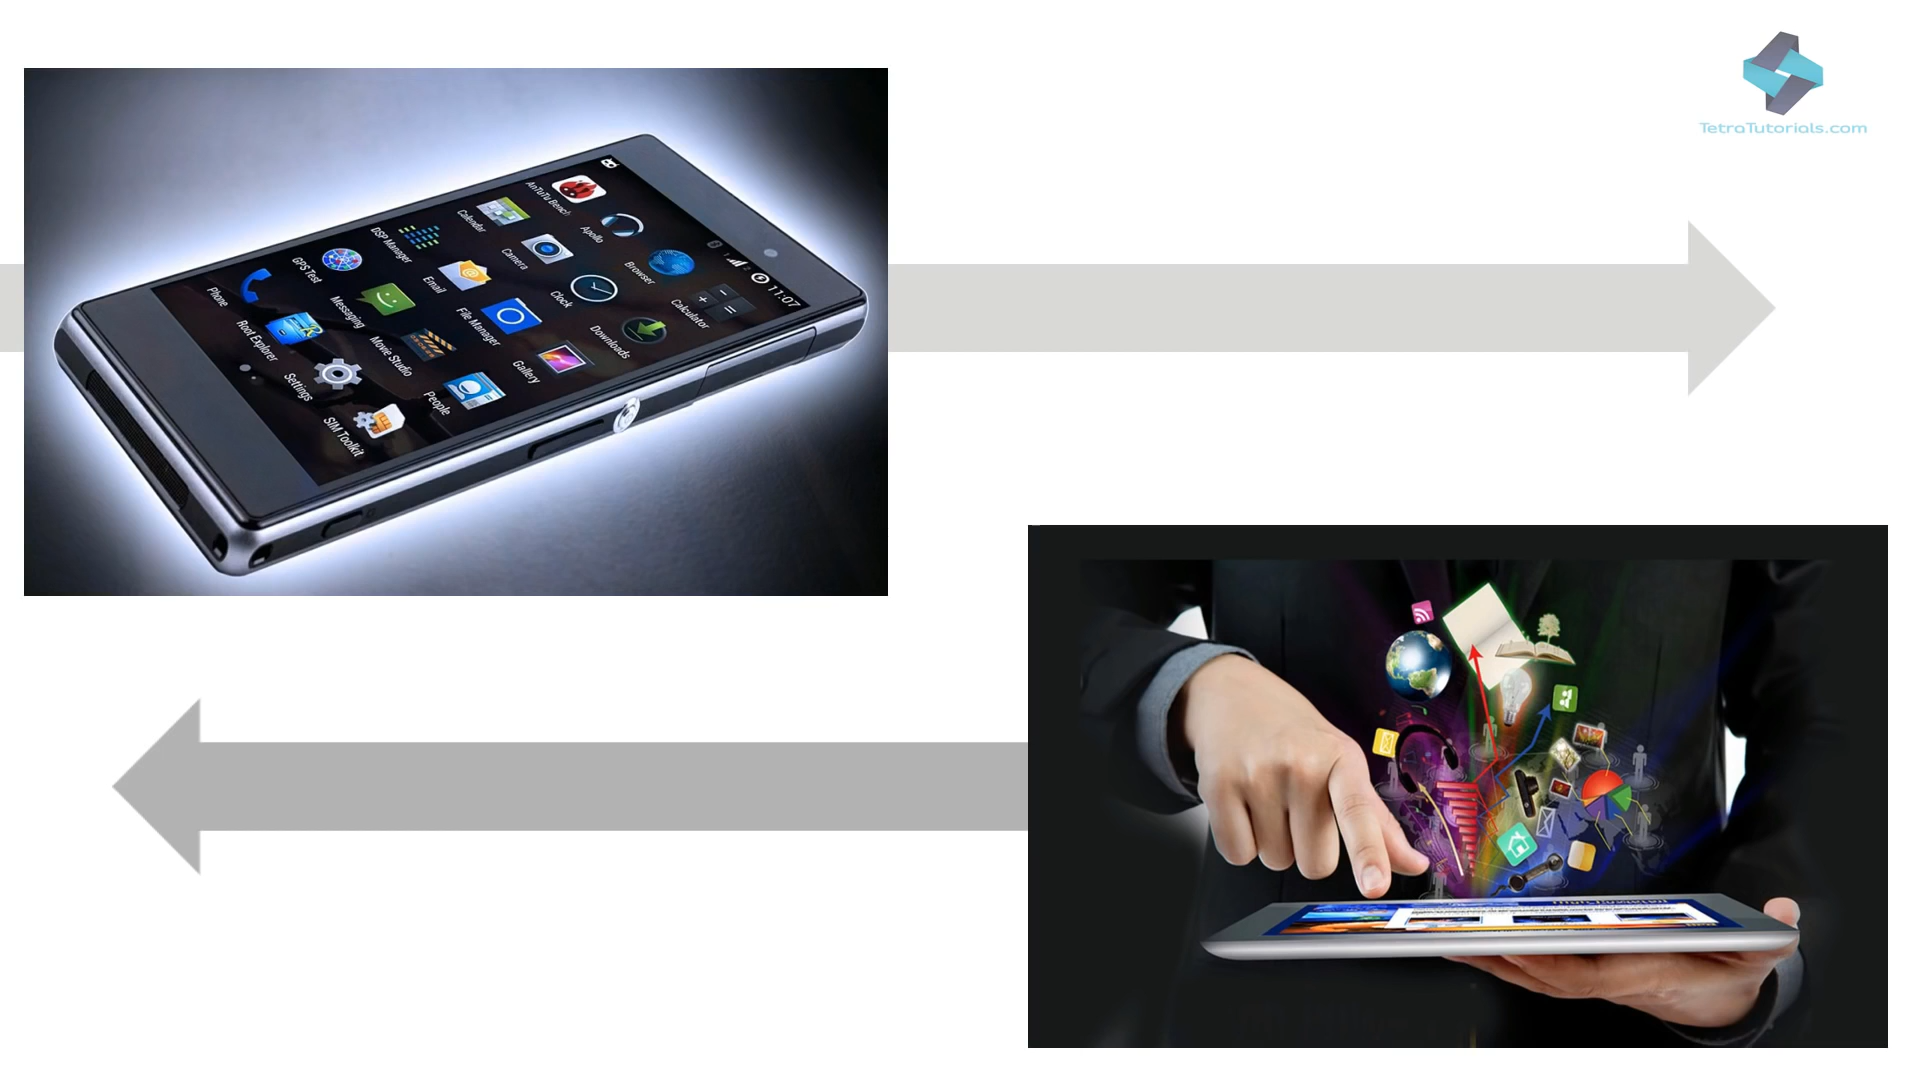 TetraTutorials.com
11:07
AnTuTu Bench
Apollo
Browser
Calculator
Calendar
Camera
Clock
Downloads
DSP Manager
Email
File Manager
Gallery
GPS Test
Messaging
Movie Studio
People
Phone
Root Explorer
Settings
SIM Toolkit